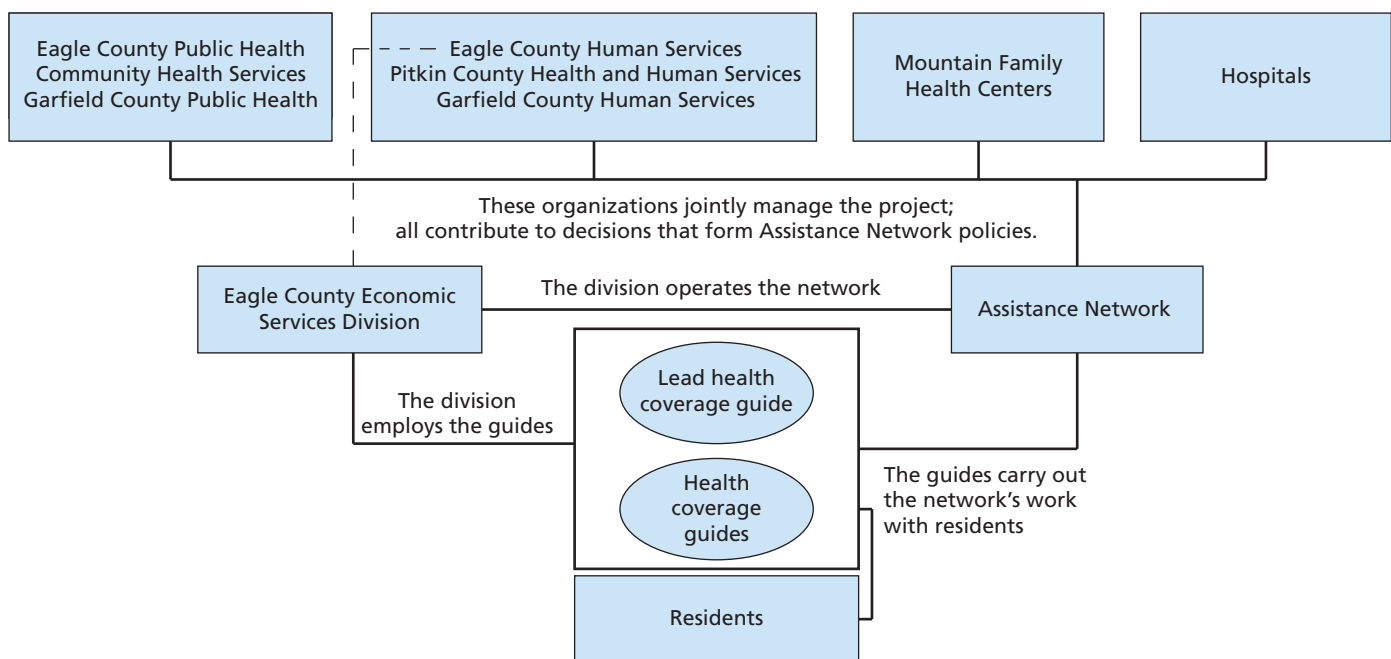 Eagle County Public Health
Community Health Services
Garfield County Public Health
Eagle County Human Services
Pitkin County Health and Human Services
Garfield County Human Services
Mountain Family
Health Centers
Hospitals
These organizations jointly manage the project;
all contribute to decisions that form Assistance Network policies.
Eagle County Economic
Services Division
The division operates the network
Assistance Network
The division
employs the guides
Lead health
coverage guide
Health
coverage
guides
The guides carry out
the network’s work
with residents
Residents